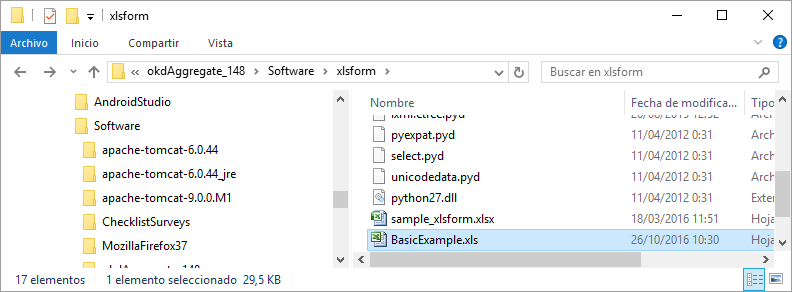 xlsform
Archivo Inicio Compartir Vista
« okdAggregate_148 > Software > xlsform > Buscar en xlsform
AndroidStudio
Software
apache-tomcat-6.0.44
apache-tomcat-6.0.44_jre
apache-tomcat-9.0.0.M1
ChecklistSurveys
MozillaFirefox37
Nombre Fecha de modifica... Tipo
pyexpat.pyd 11/04/2012 0:31 Arch
select.pyd 11/04/2012 0:31 Arch
unicodedata.pyd 11/04/2012 0:31 Arch
python27.dll 11/04/2012 0:31 Exter
sample_xlsform.xlsx 18/03/2016 11:51 Hoja
BasicExample.xls 26/10/2016 10:30 Hoja
17 elementos 1 elemento seleccionado 29,5 KB